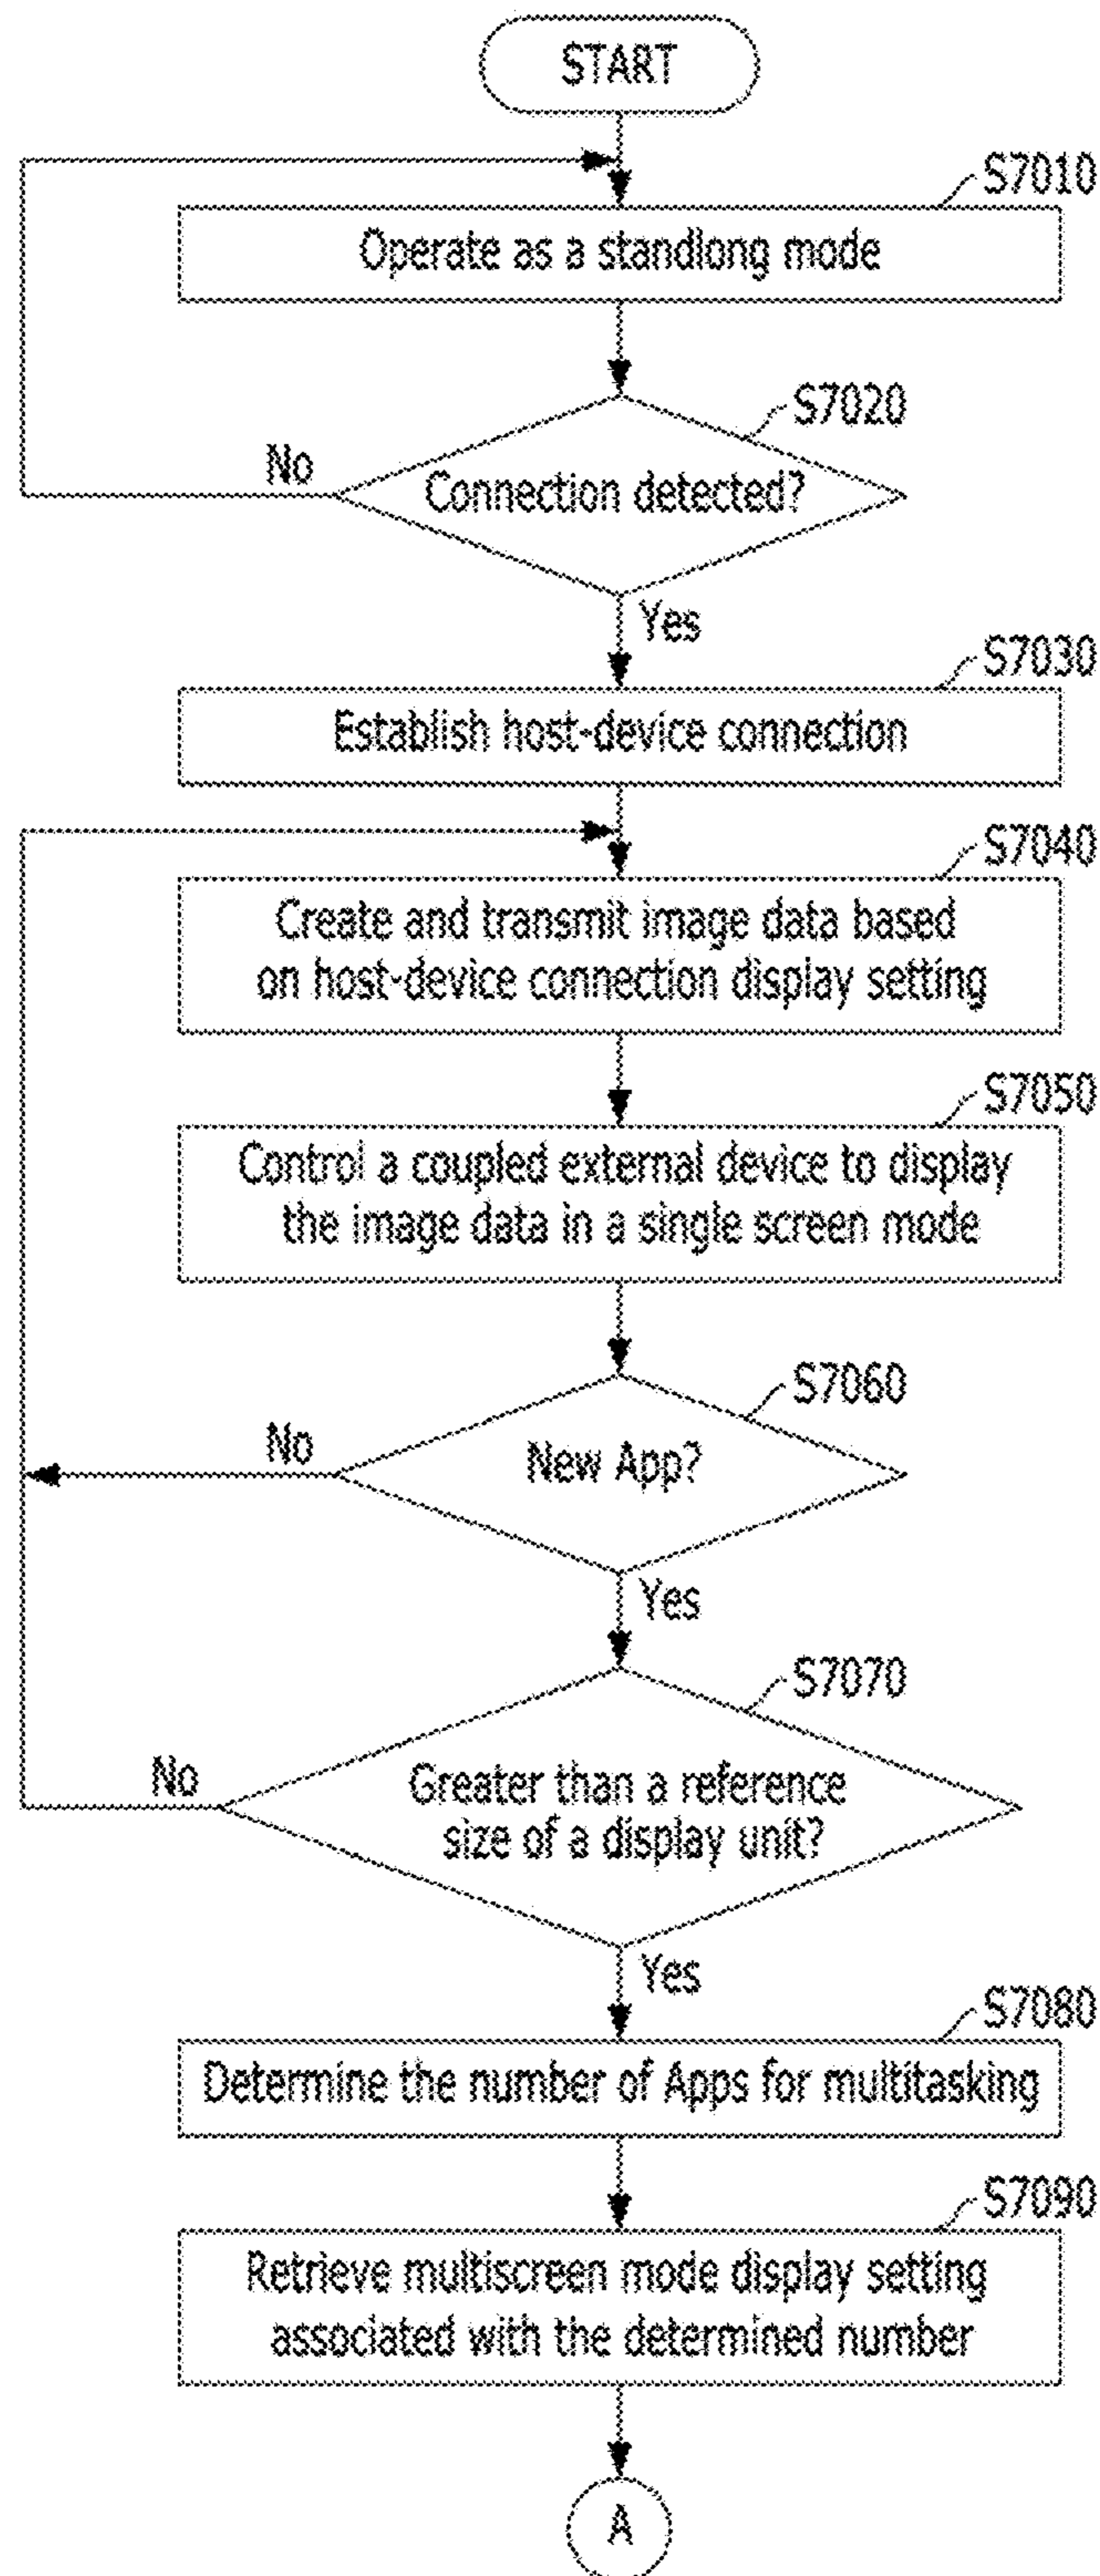 START
S7010
Operate as a standlong mode
S7020
No
Connection detected?
Yes
S7030
Establish host-device connection
S7040
Create and transmit image data based
on host-device connection display setting
S7050
Control a coupled external device to display
the image data in a single screen mode
S7060
No
New App?
Yes
S7070
No
Greater than a reference
size of a display unit?
Yes
S7080
Determine the number of Apps for multitasking
S7090
Retrieve multiscreen mode display setting
associated with the determined number
A